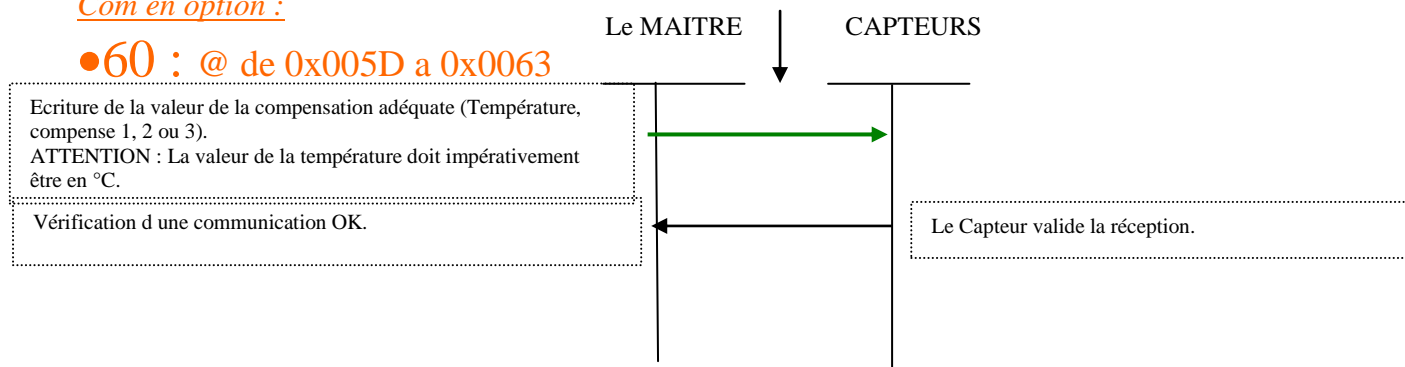 Com en option :
Le MAITRE CAPTEURS
•60 : @ de 0x005D a 0x0063
Ecriture de la valeur de la compensation adéquate (Température,
compense 1, 2 ou 3).
ATTENTION : La valeur de la température doit impérativement
être en °C.
Vérification d une communication OK.
Le Capteur valide la réception.